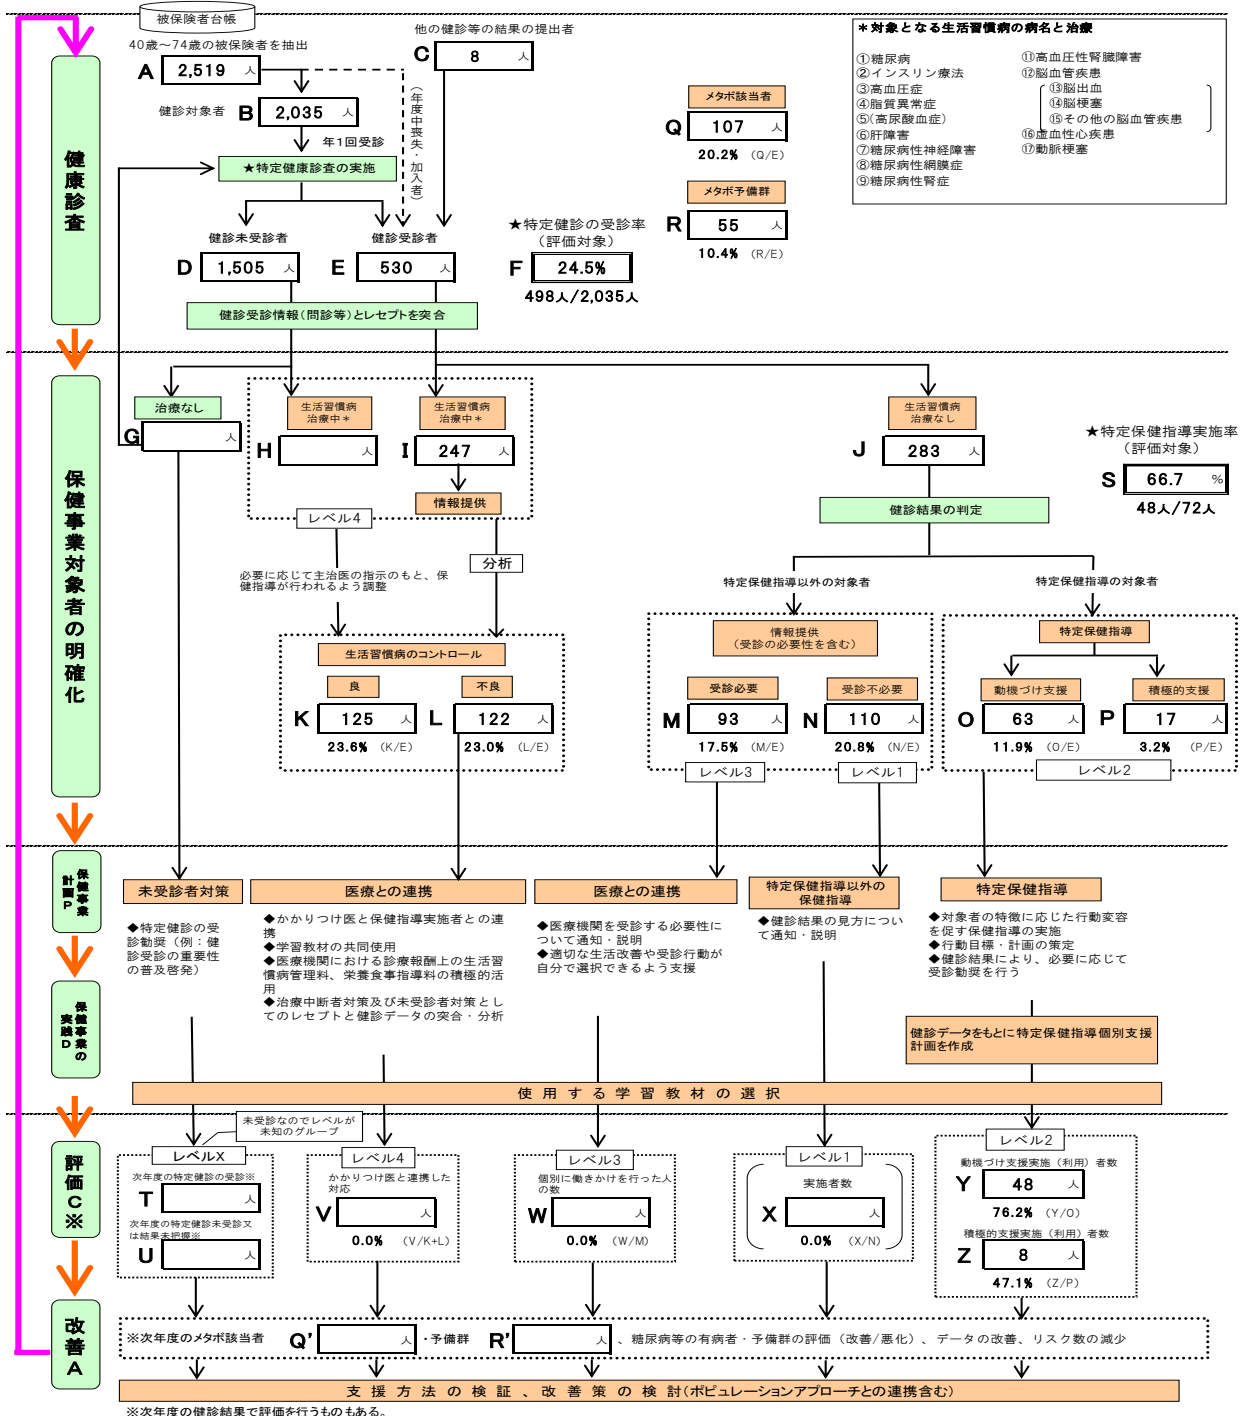 被保険者台帳
40歳～74歳の被保険者を抽出
A 2,519 人
他の健診等の結果の提出者
C 8 人
健診対象者 B 2,035 人
年1回受診
(年度中喪失・加入者)
★特定健康診査の実施
健診未受診者
D 1,505 人
健診受診者
E 530 人
★特定健診の受診率
(評価対象)
F 24.5%
498人/2,035人
メタボ該当者
Q 107 人
20.2% (Q/E)
メタボ予備群
R 55 人
10.4% (R/E)
＊対象となる生活習慣病の病名と治療
①糖尿病
②インスリン療法
③高血圧症
④脂質異常症
⑤(高尿酸血症)
⑥肝障害
⑦糖尿病性神経障害
⑧糖尿病性網膜症
⑨糖尿病性腎症
⑪高血圧性腎臓障害
⑫脳血管疾患
⑬脳出血
⑭脳梗塞
⑮その他の脳血管疾患
⑯虚血性心疾患
⑰動脈梗塞
健康診査
健診受診情報(問診等)とレセプトを突合
保健事業対象者の明確化
治療なし
G 人
生活習慣病
治療中＊
H 人
生活習慣病
治療中＊
I 247 人
情報提供
レベル4
分析
必要に応じて主治医の指示のもと、保
健指導が行われるよう調整
生活習慣病のコントロール
良
K 125 人
23.6% (K/E)
不良
L 122 人
23.0% (L/E)
生活習慣病
治療なし
J 283 人
★特定保健指導実施率
(評価対象)
S 66.7 %
48人/72人
健診結果の判定
特定保健指導以外の対象者
特定保健指導の対象者
情報提供
(受診の必要性を含む)
受診必要
M 93 人
17.5% (M/E)
受診不必要
N 110 人
20.8% (N/E)
レベル3
レベル1
特定保健指導
動機づけ支援
O 63 人
11.9% (O/E)
積極的支援
P 17 人
3.2% (P/E)
レベル2
保健事業
計画P
保健事業の
実践D
未受診者対策
◆特定健診の受
診勧奨（例：健
診受診の重要性
の普及啓発）
医療との連携
◆かかりつけ医と保健指導実施者との連
携
◆学習教材の共同使用
◆医療機関における診療報酬上の生活習
慣病管理料、栄養食事指導料の積極的活
用
◆治療中断者対策及び未受診者対策とし
てのレセプトと健診データの突合・分析
医療との連携
◆医療機関を受診する必要性に
ついて通知・説明
◆適切な生活改善や受診行動が
自分で選択できるよう支援
特定保健指導以外の
保健指導
◆健診結果の見方につい
て通知・説明
特定保健指導
◆対象者の特徴に応じた行動変容
を促す保健指導の実施
◆行動目標・計画の策定
◆健診結果により、必要に応じて
受診勧奨を行う
健診データをもとに特定保健指導個別支援
計画を作成
使用する学習教材の選択
評価C※
未受診なのでレベルが
未知のグループ
レベルX
次年度の特定健診の受診※
T 人
次年度の特定健診未受診又
は結果未把握※
U 人
レベル4
かかりつけ医と連携した
対応
V 人
0.0% (V/K+L)
レベル3
個別に働きかけを行った人
の数
W 人
0.0% (W/M)
レベル1
実施者数
X 人
0.0% (X/N)
レベル2
動機づけ支援実施（利用）者数
Y 48 人
76.2% (Y/O)
積極的支援実施（利用）者数
Z 8 人
47.1% (Z/P)
改善A
※次年度のメタボ該当者 Q' 人 ・予備群 R' 人 、糖尿病等の有病者・予備群の評価（改善/悪化）、データの改善、リスク数の減少
支援方法の検証、改善策の検討(ポピュレーションアプローチとの連携含む)
※次年度の健診結果で評価を行うものもある。